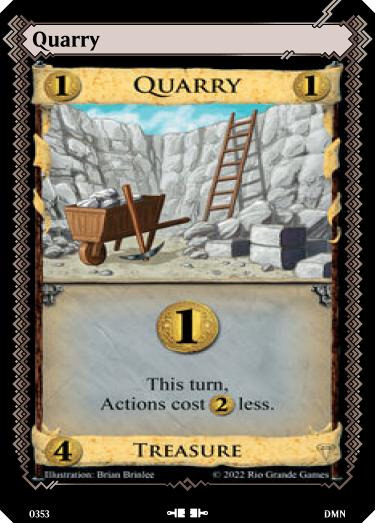 Quarry
1 QUARRY 1
1
This turn,
Actions cost 2 less.
4 TREASURE
Illustration: Brian Brinlee © 2022 Rio Grande Games
0353 DMN